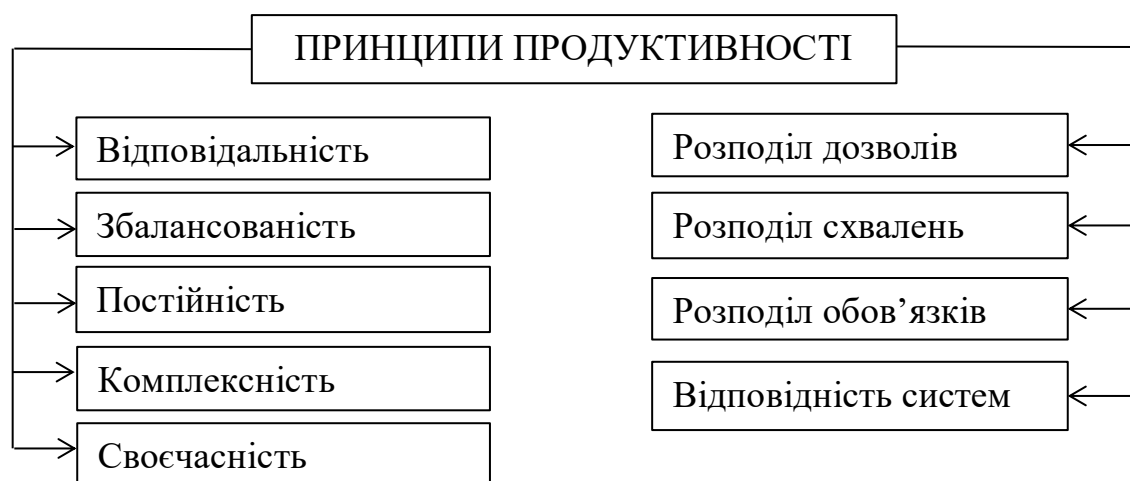 ПРИНЦИПИ ПРОДУКТИВНОСТІ
Відповідальність
Збалансованість
Постійність
Комплексність
Своєчасність
Розподіл дозволів
Розподіл схвалень
Розподіл обов’язків
Відповідність систем